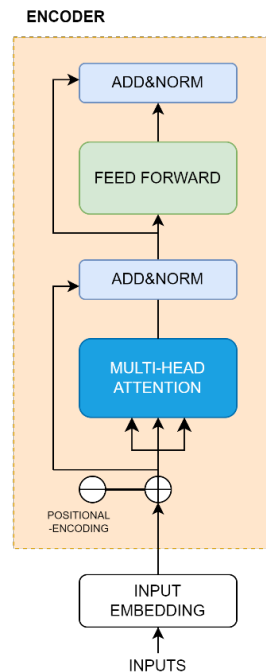 ENCODER
ADD&NORM
FEED FORWARD
ADD&NORM
MULTI-HEAD
ATTENTION
POSITIONAL
-ENCODING
INPUT
EMBEDDING
INPUTS